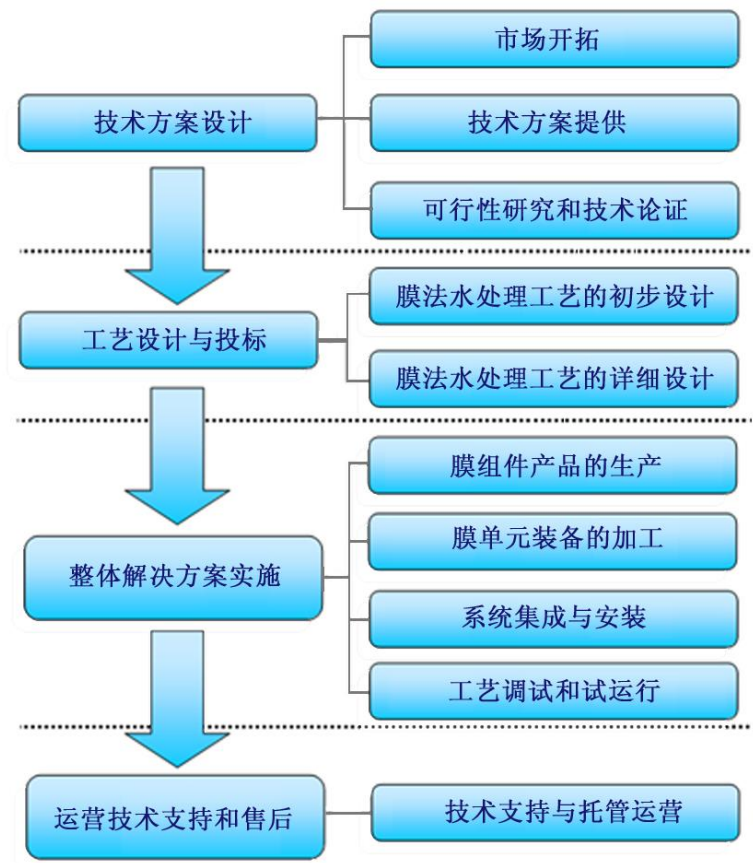 技术方案设计
市场开拓
技术方案提供
可行性研究和技术论证
工艺设计与投标
膜法水处理工艺的初步设计
膜法水处理工艺的详细设计
整体解决方案实施
膜组件产品的生产
膜单元装备的加工
系统集成与安装
工艺调试和试运行
运营技术支持和售后
技术支持与托管运营